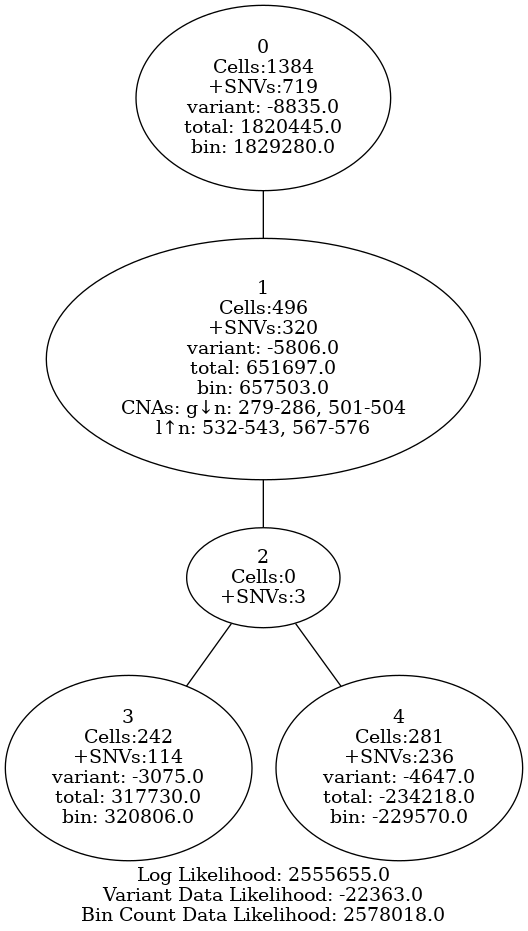 0
Cells:1384
+SNVs:719
variant: -8835.0
total: 1820445.0
bin: 1829280.0
1
Cells:496
+SNVs:320
variant: -5806.0
total: 651697.0
bin: 657503.0
CNAs: g↓n: 279-286, 501-504
l↑n: 532-543, 567-576
2
Cells:0
+SNVs:3
3
Cells:242
+SNVs:114
variant: -3075.0
total: 317730.0
bin: 320806.0
4
Cells:281
+SNVs:236
variant: -4647.0
total: -234218.0
bin: -229570.0
Log Likelihood: 2555655.0
Variant Data Likelihood: -22363.0
Bin Count Data Likelihood: 2578018.0